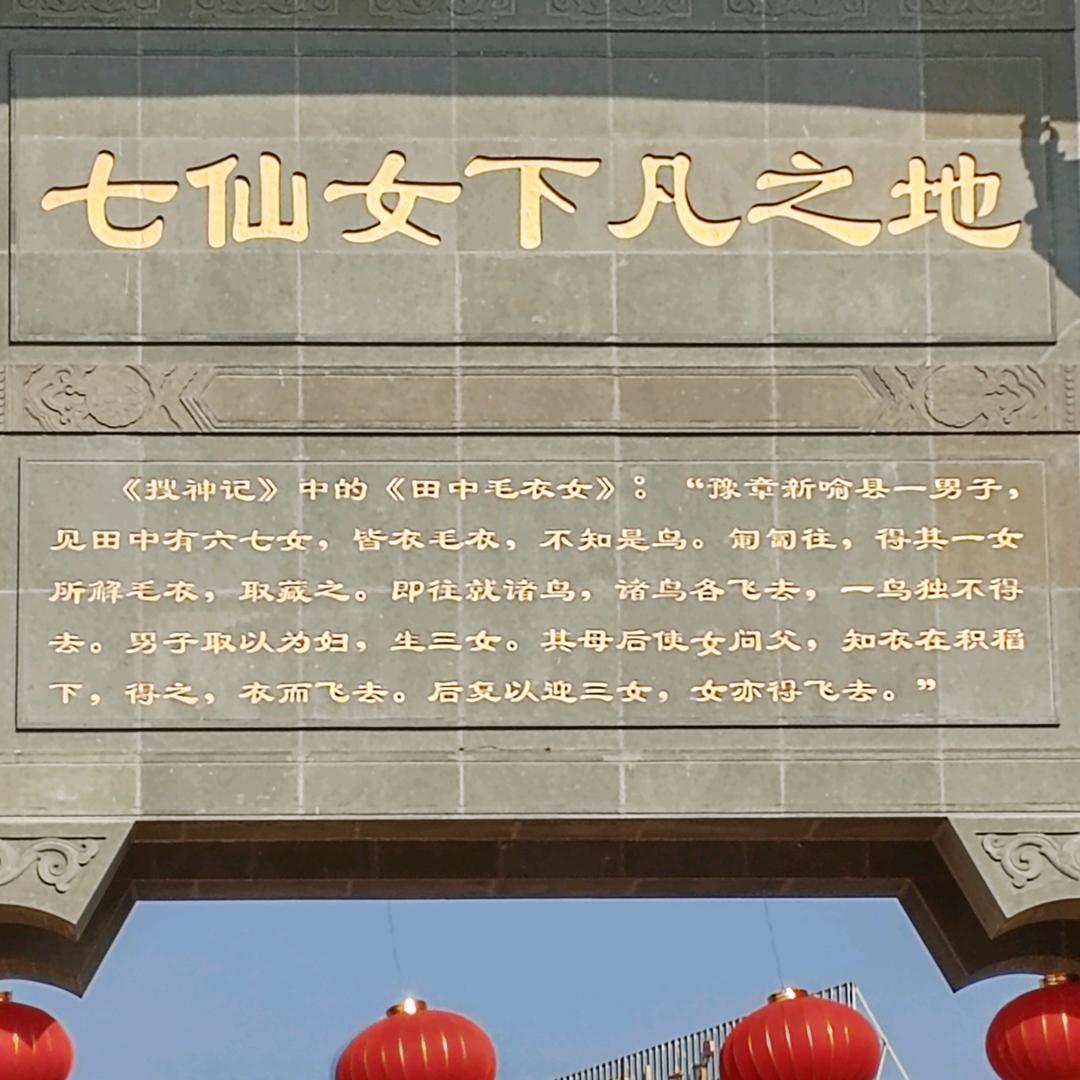 七仙女下凡之地
《搜神记》中的《田中毛衣女》：“豫章新喻县一男子，
见田中有六七女，皆衣毛衣，不知是鸟。匍匐往，得其一女
所解毛衣，取藏之。即往就诸鸟，诸鸟各飞去，一鸟独不得
去。男子取以为妇，生三女。其母后使女问父，知衣在积稻
下，得之，衣而飞去。后复以迎三女，女亦得飞去。”